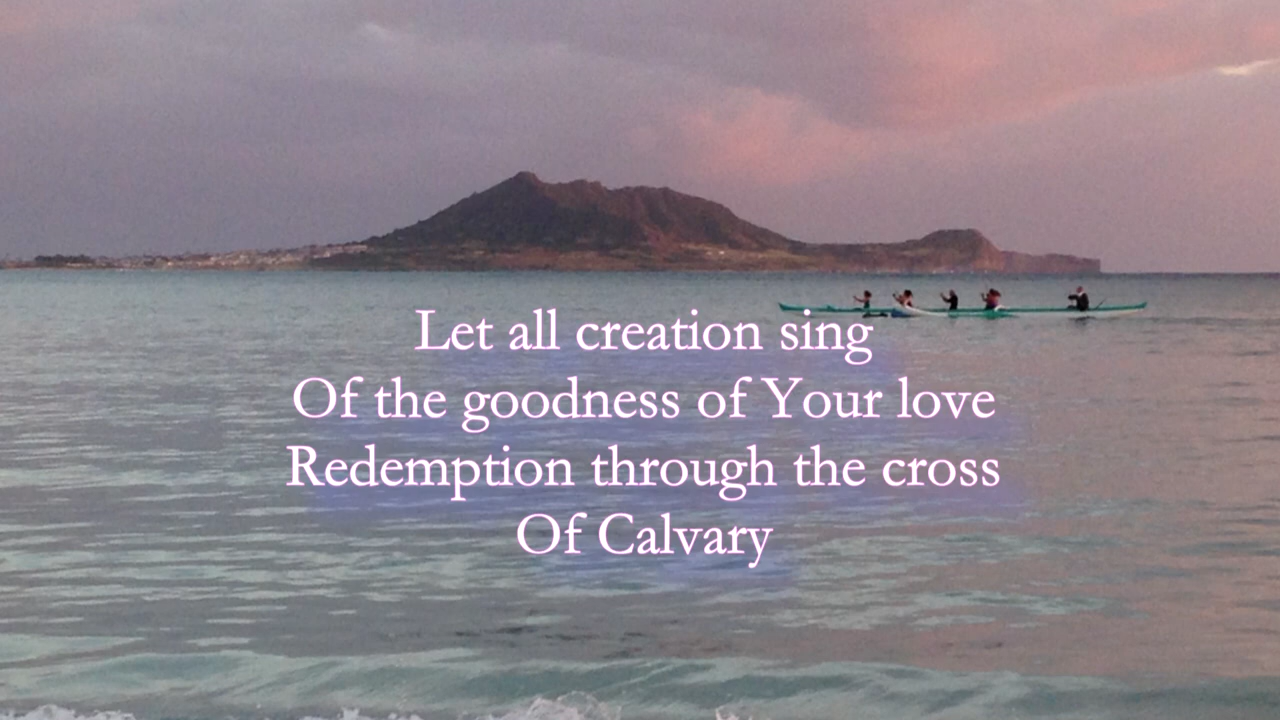 Let all creation sing
Of the goodness of Your love
Redemption through the cross
Of Calvary